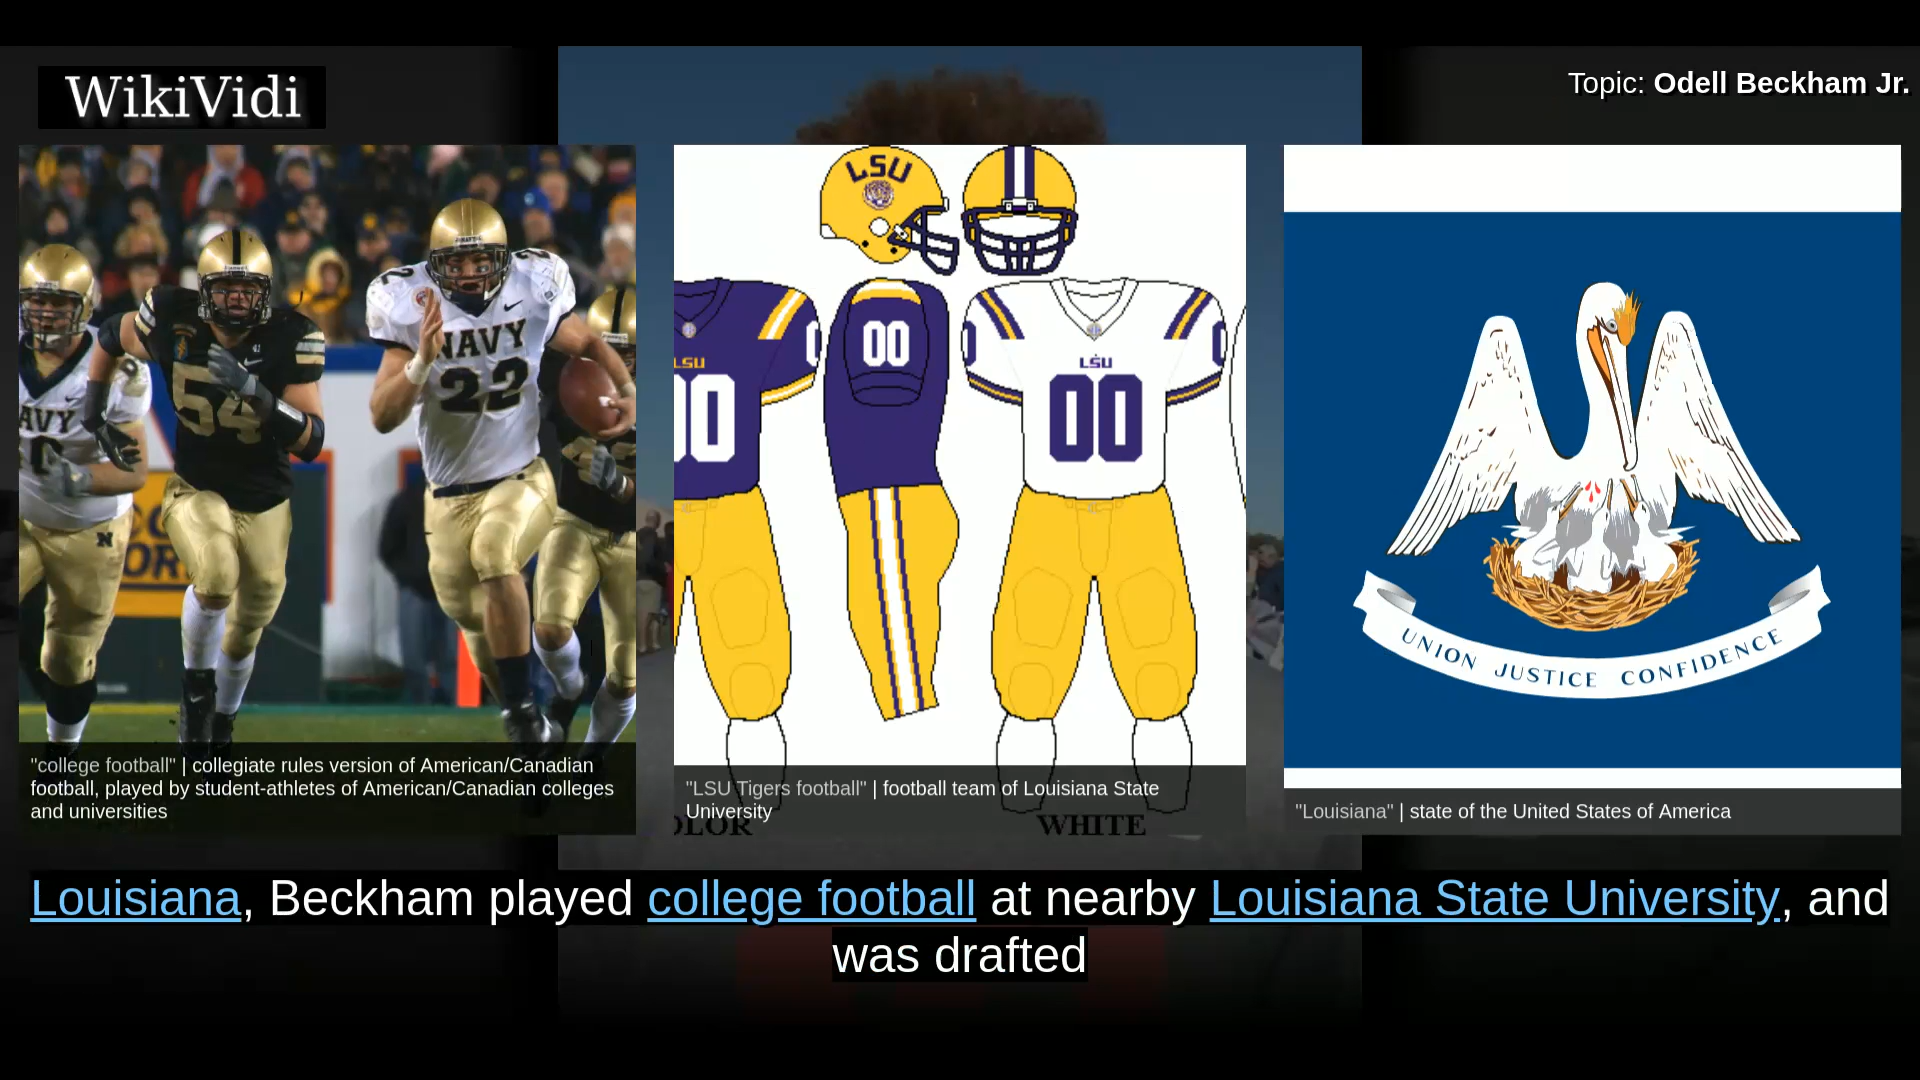 WikiVidi
Topic: Odell Beckham Jr.
NAVY
22
54
AVY
N
"college football" | collegiate rules version of American/Canadian
football, played by student-athletes of American/Canadian colleges
and universities
LSU
LSU
00
00
LSU
00
WHITE
"LSU Tigers football" | football team of Louisiana State
University
UNION JUSTICE CONFIDENCE
"Louisiana" | state of the United States of America
Louisiana, Beckham played college football at nearby Louisiana State University, and
was drafted